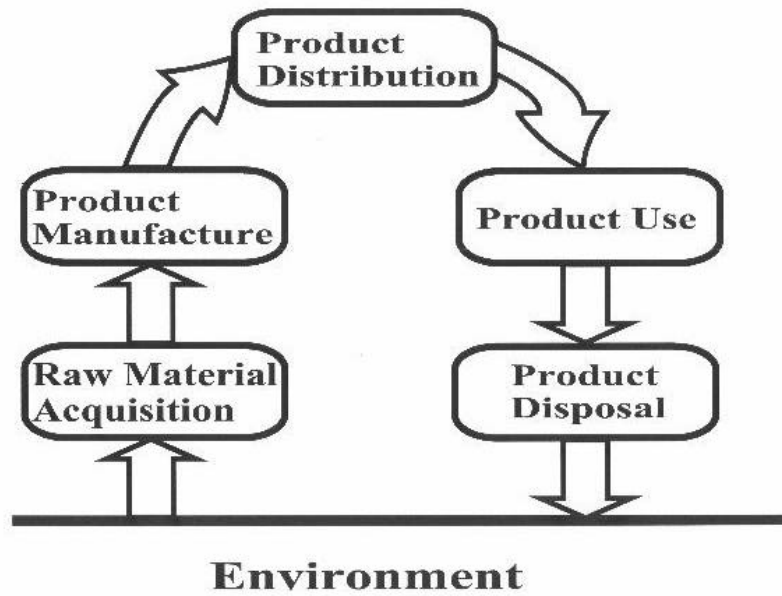 Product
Distribution
Product
Manufacture
Product Use
Raw Material
Acquisition
Product
Disposal
Environment